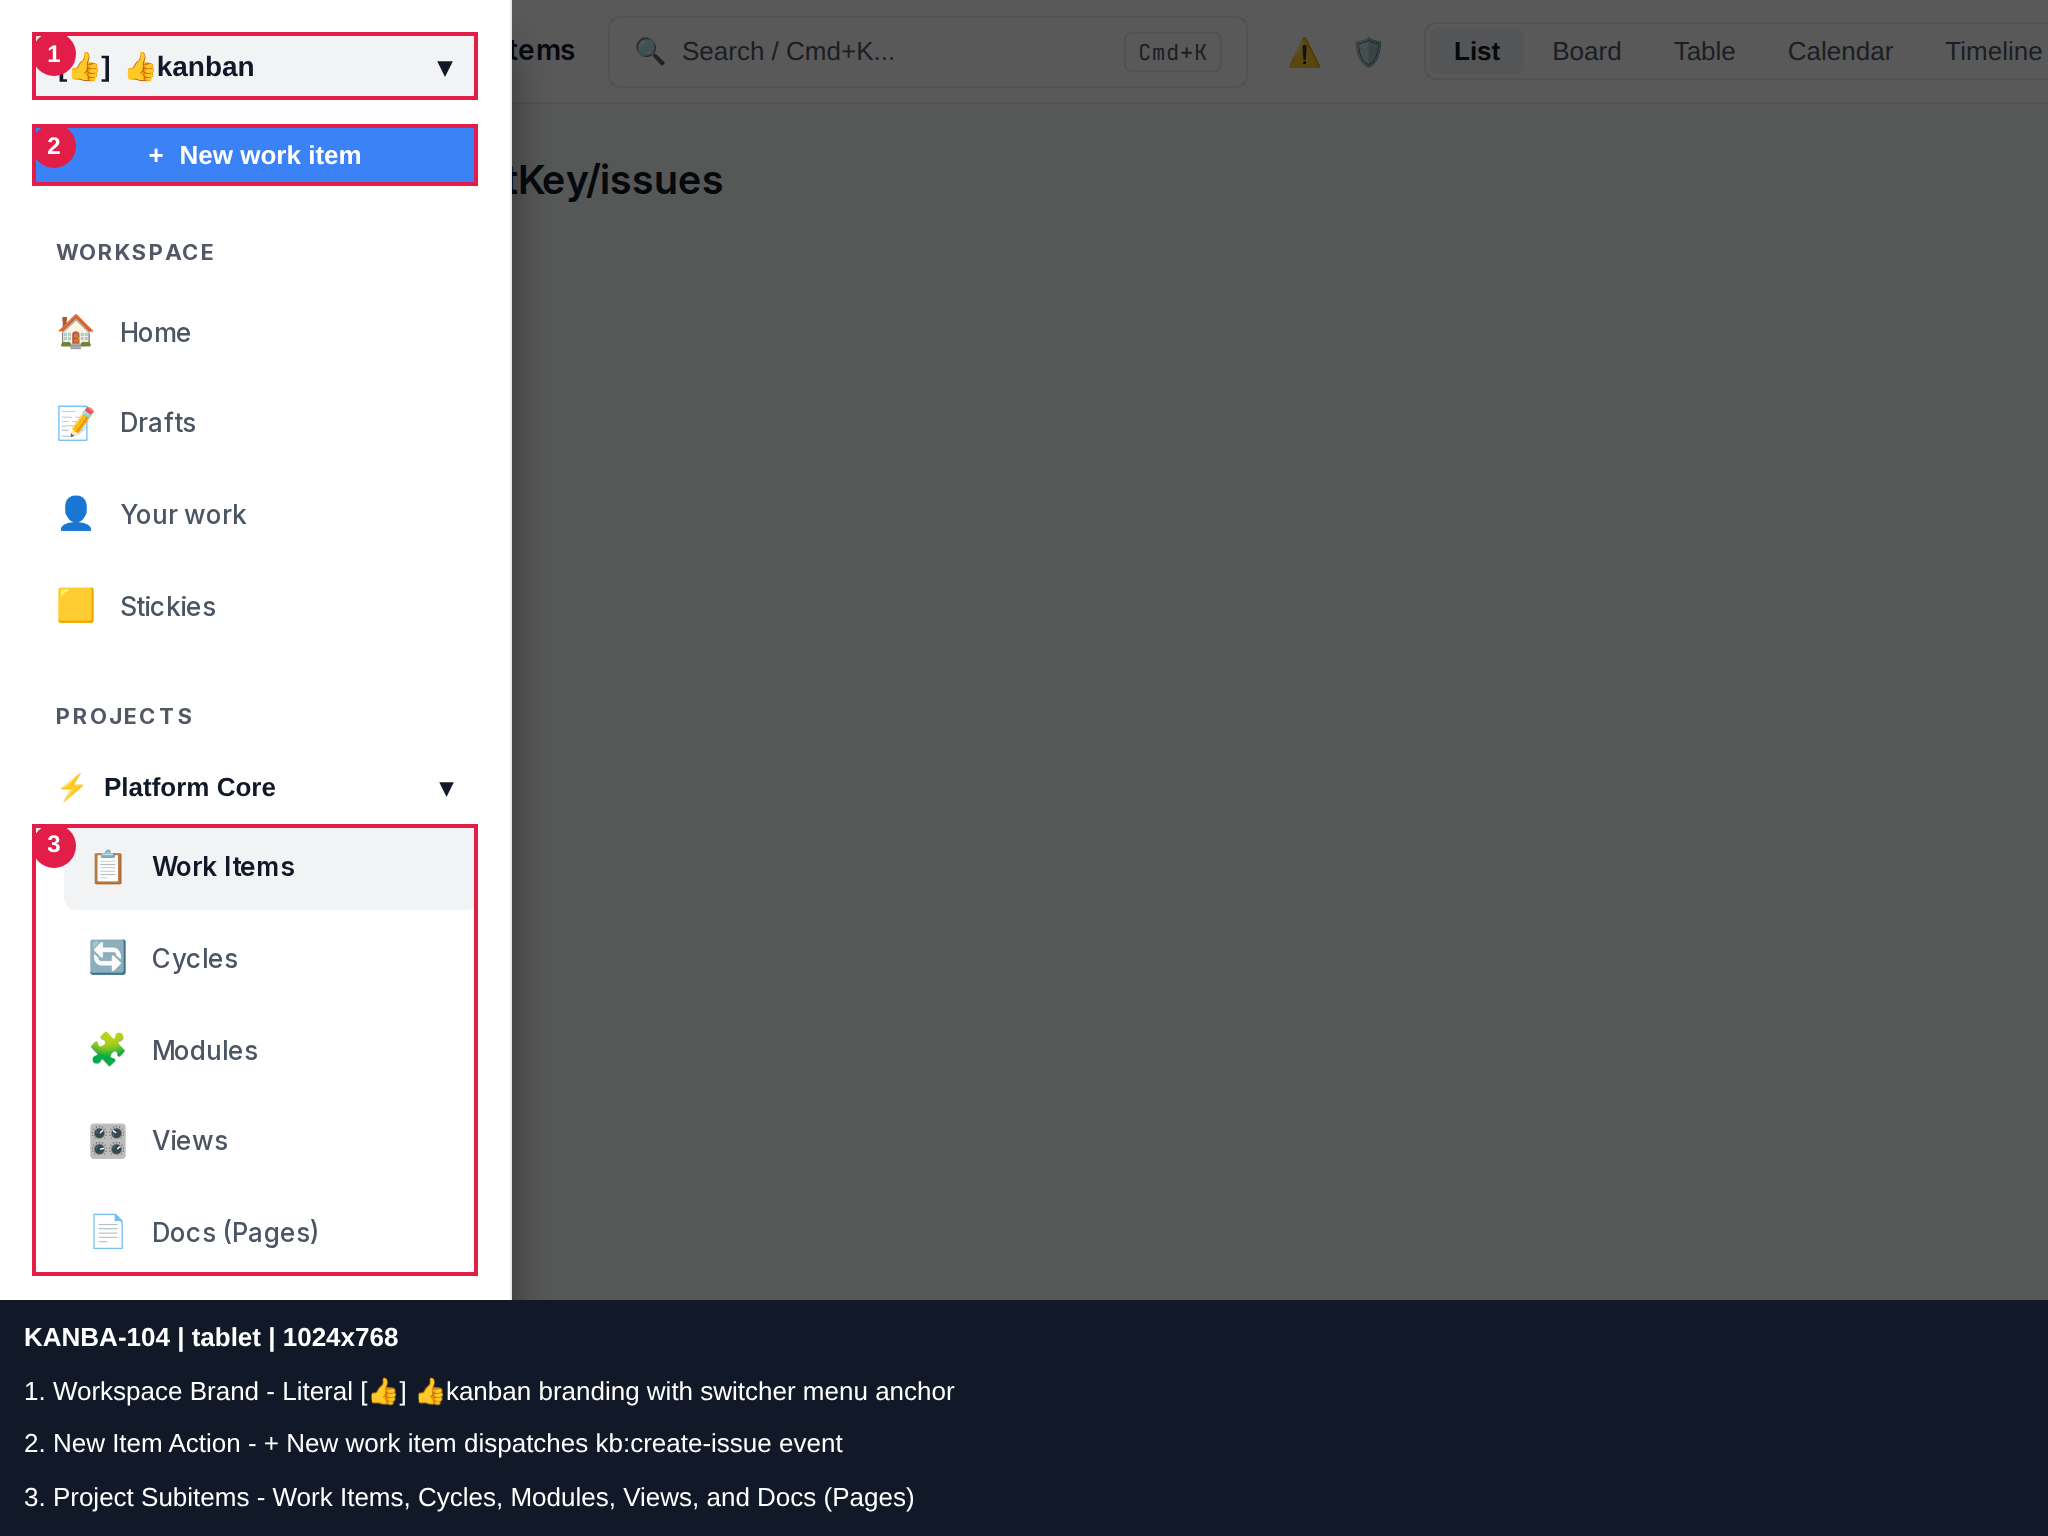 1
[👍] 👍kanban ▼
2
+ New work item
WORKSPACE
Home
Drafts
Your work
Stickies
PROJECTS
⚡ Platform Core ▼
3
Work Items
Cycles
Modules
Views
Docs (Pages)
tems
Search / Cmd+K...
Cmd+K
List Board Table Calendar Timeline
tKey/issues
KANBA-104 | tablet | 1024x768
1. Workspace Brand - Literal [👍] 👍kanban branding with switcher menu anchor
2. New Item Action - + New work item dispatches kb:create-issue event
3. Project Subitems - Work Items, Cycles, Modules, Views, and Docs (Pages)